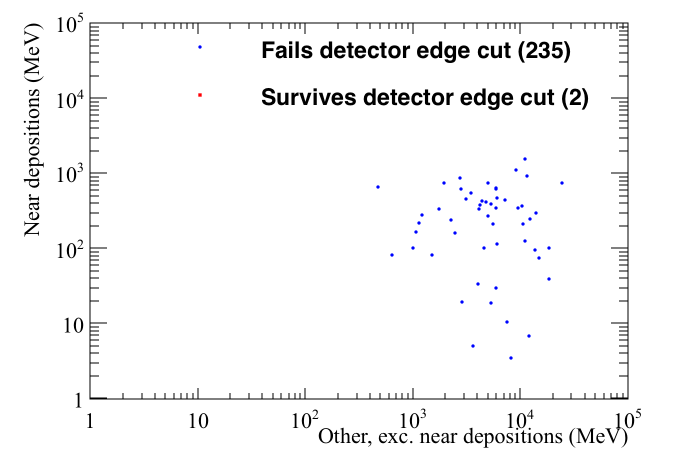 Near depositions (MeV)
10^5
Fails detector edge cut (235)
10^4
Survives detector edge cut (2)
10^3
10^2
10
1
1 10 10^2 10^3 10^4 10^5
Other, exc. near depositions (MeV)